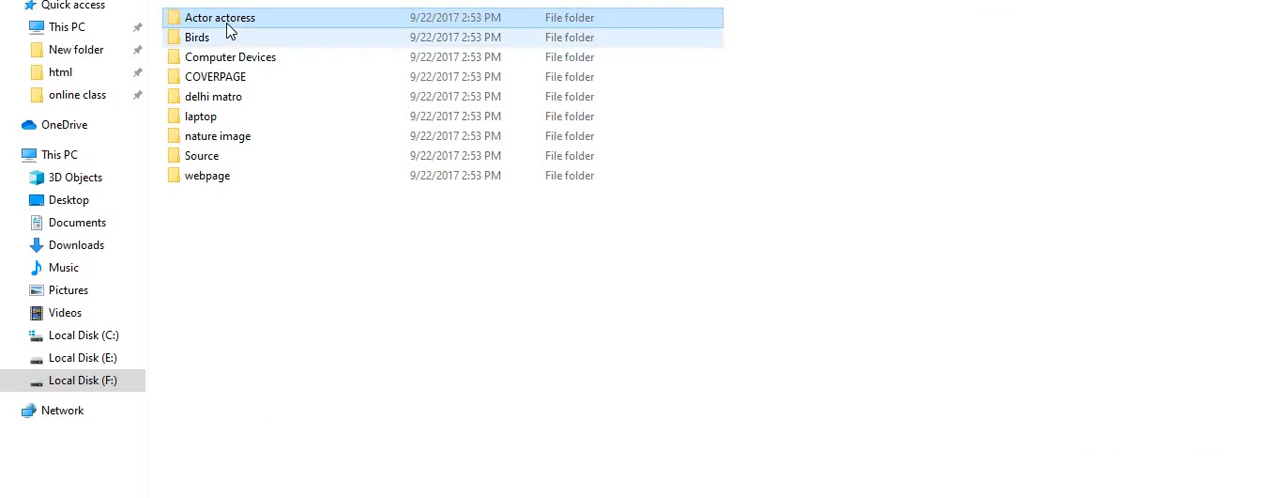 Quick access
This PC
New folder
html
online class
OneDrive
This PC
3D Objects
Desktop
Documents
Downloads
Music
Pictures
Videos
Local Disk (C:)
Local Disk (E:)
Local Disk (F:)
Network
Actor actoress 9/22/2017 2:53 PM File folder
Birds 9/22/2017 2:53 PM File folder
Computer Devices 9/22/2017 2:53 PM File folder
COVERPAGE 9/22/2017 2:53 PM File folder
delhi matro 9/22/2017 2:53 PM File folder
laptop 9/22/2017 2:53 PM File folder
nature image 9/22/2017 2:53 PM File folder
Source 9/22/2017 2:53 PM File folder
webpage 9/22/2017 2:53 PM File folder